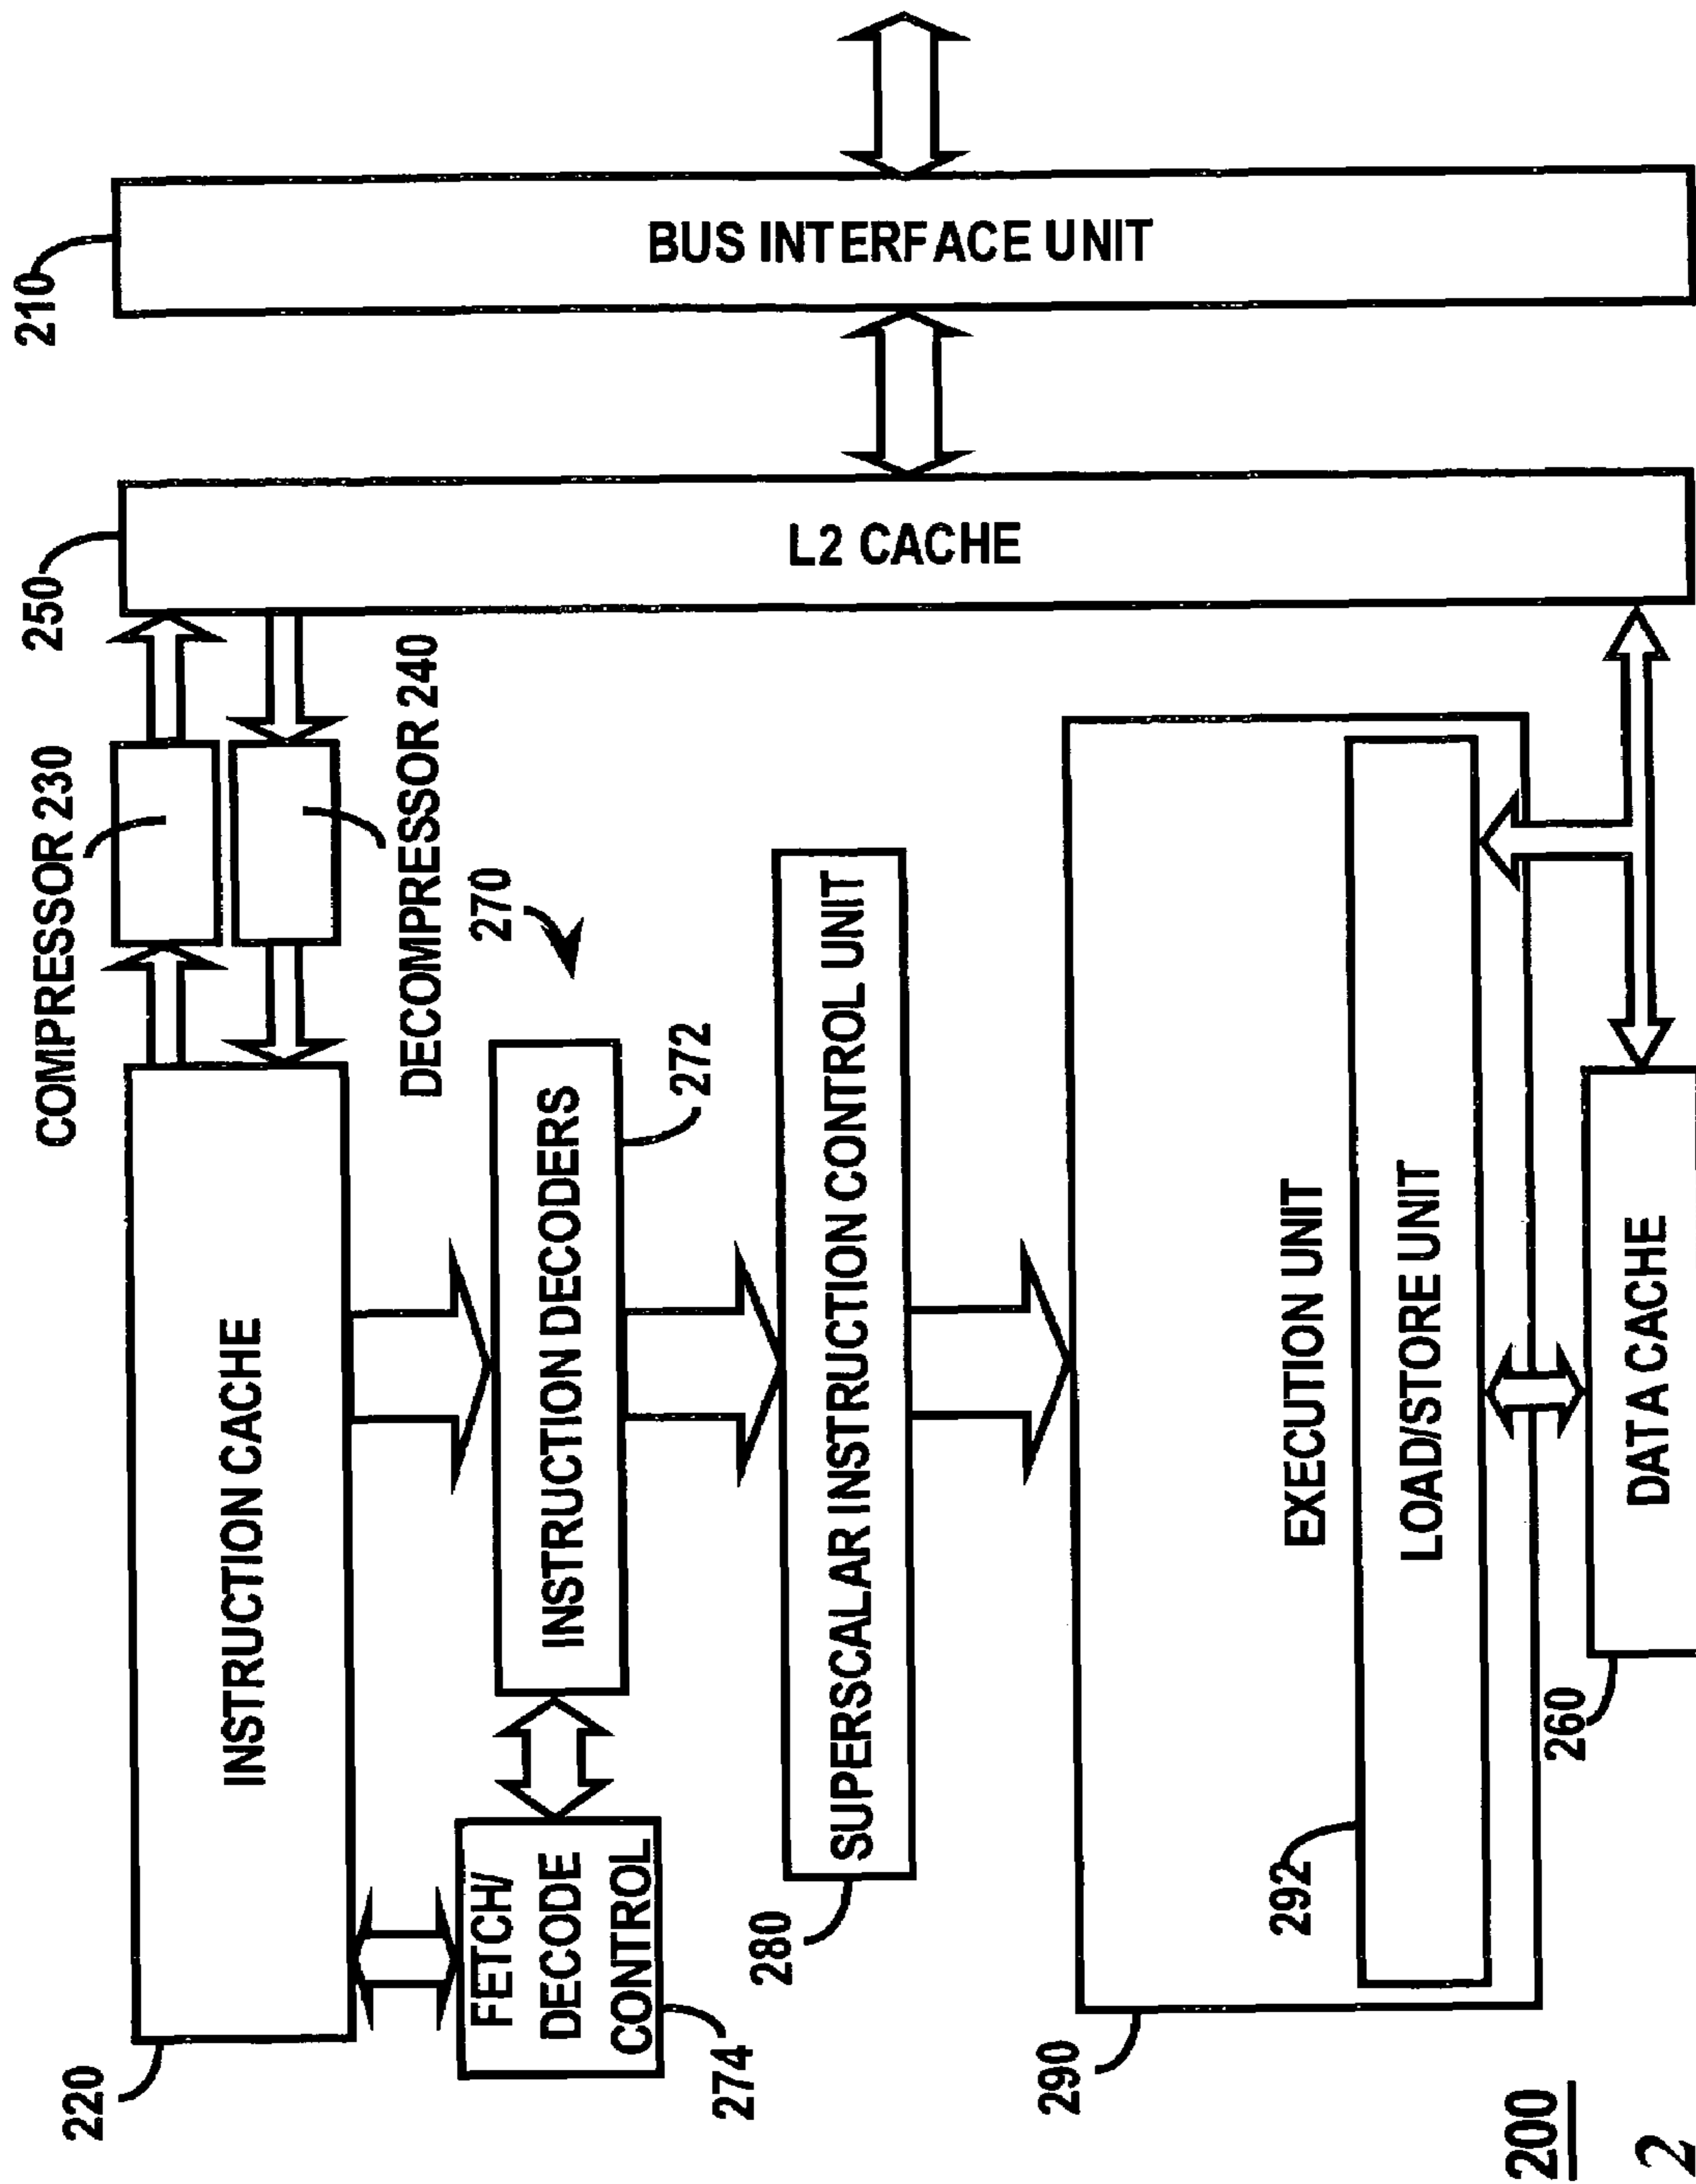 210
BUS INTERFACE UNIT
250
L2 CACHE
COMPRESSOR 230
DECOMPRESSOR 240
270
220
INSTRUCTION CACHE
272
INSTRUCTION DECODERS
FETCH/
DECODE
CONTROL
274
280
SUPERSCALAR INSTRUCTION CONTROL UNIT
290
EXECUTION UNIT
292
LOAD/STORE UNIT
260
DATA CACHE
200
2